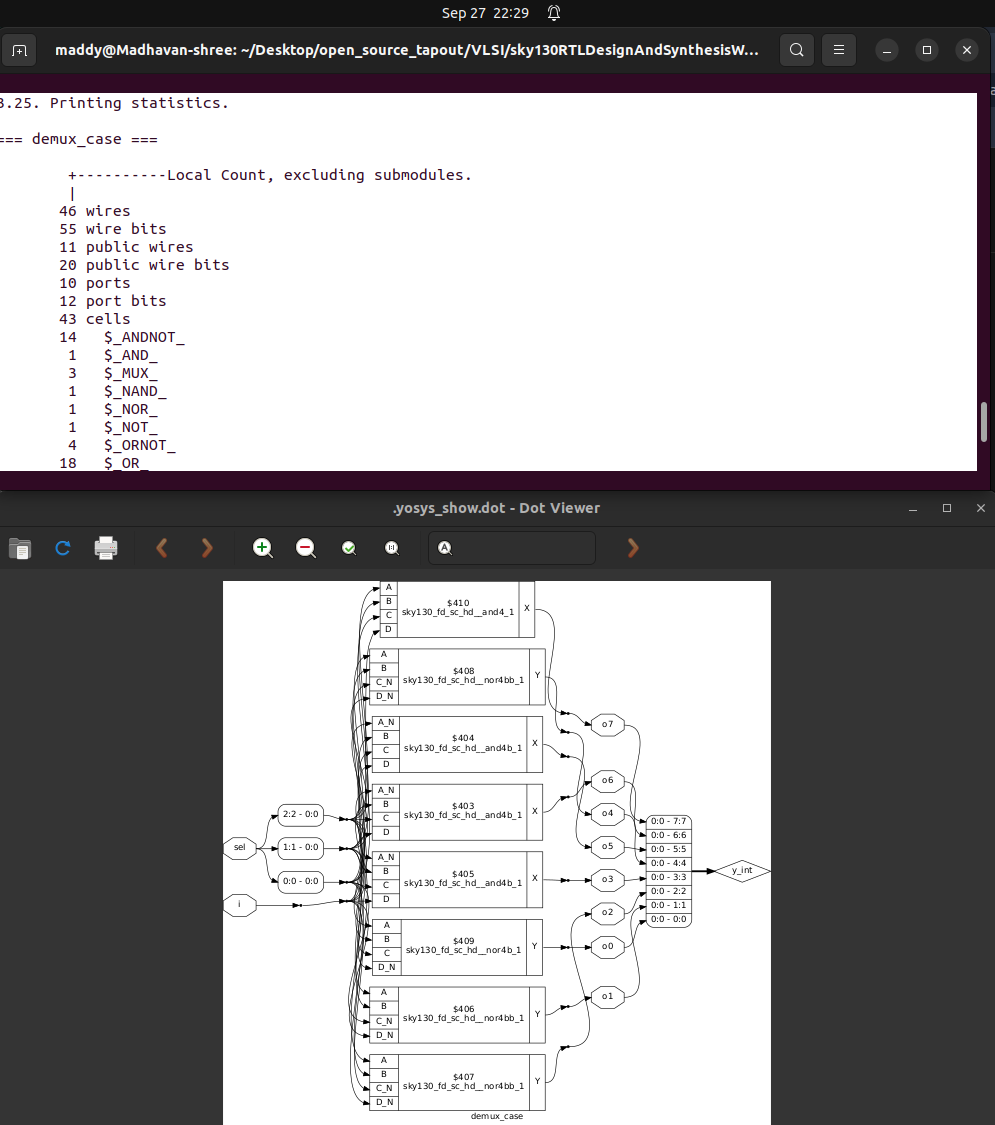 Sep 27 22:29
maddy@Madhavan-shree: ~/Desktop/open_source_tapout/VLSI/sky130RTLDesignAndSynthesisW...
3.25. Printing statistics.
=== demux_case ===
+----------Local Count, excluding submodules.
|
46 wires
55 wire bits
11 public wires
20 public wire bits
10 ports
12 port bits
43 cells
14 $_ANDNOT_
1 $_AND_
3 $_MUX_
1 $_NAND_
1 $_NOR_
1 $_NOT_
4 $_ORNOT_
18 $_OR_
.yosys_show.dot - Dot Viewer
A
B
C
D
$410
sky130_fd_sc_hd__and4_1
X
A
B
C_N
D_N
$408
sky130_fd_sc_hd__nor4bb_1
Y
A_N
B
C
D
$404
sky130_fd_sc_hd__and4b_1
X
A_N
B
C
D
$403
sky130_fd_sc_hd__and4b_1
X
A_N
B
C
D
$405
sky130_fd_sc_hd__and4b_1
X
A
B
C
D_N
$409
sky130_fd_sc_hd__nor4b_1
Y
A
B
C_N
D_N
$406
sky130_fd_sc_hd__nor4bb_1
Y
A
B
C_N
D_N
$407
sky130_fd_sc_hd__nor4bb_1
Y
sel
i
2:2 - 0:0
1:1 - 0:0
0:0 - 0:0
o7
o6
o4
o5
o3
o2
o0
o1
0:0 - 7:7
0:0 - 6:6
0:0 - 5:5
0:0 - 4:4
0:0 - 3:3
0:0 - 2:2
0:0 - 1:1
0:0 - 0:0
y_int
demux_case